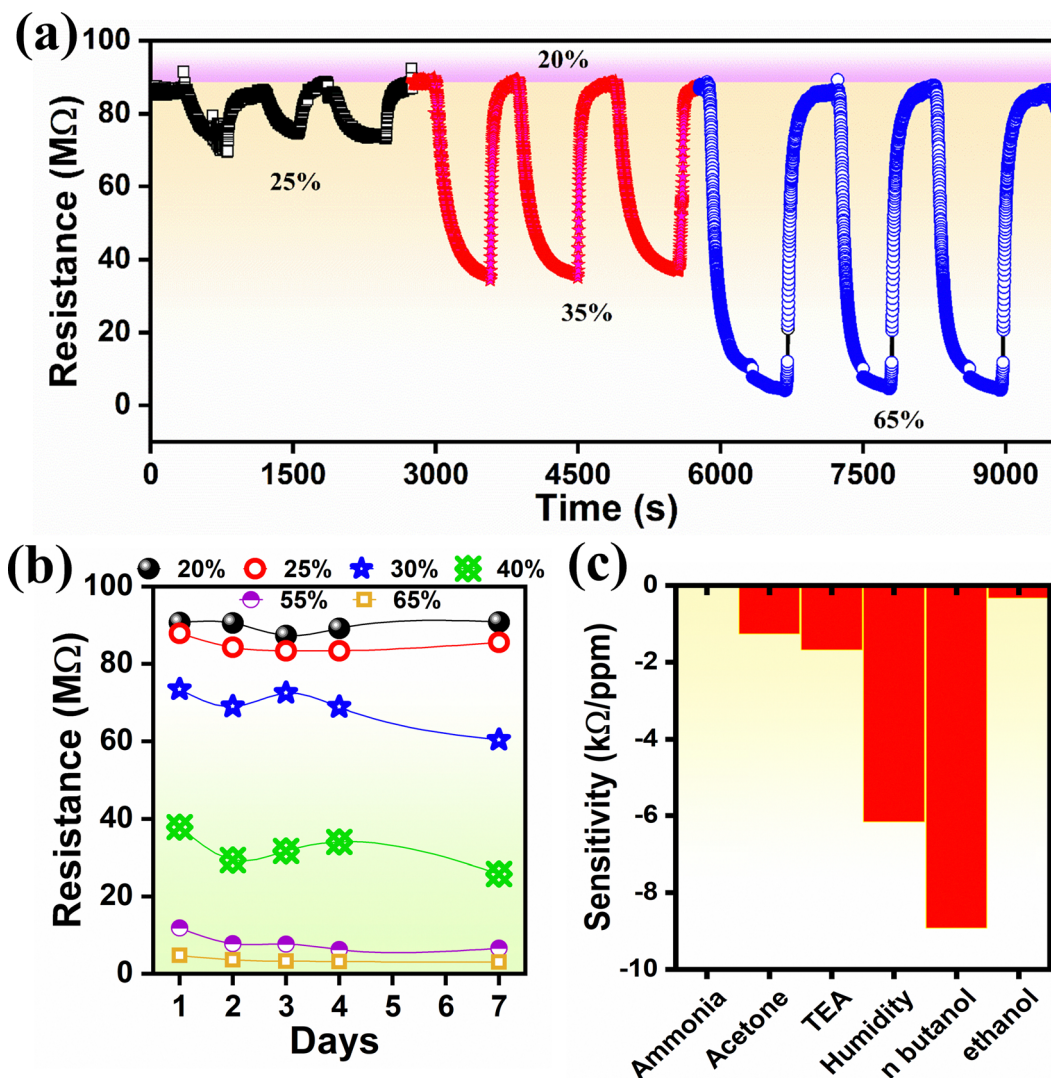 (a)
100
80
60
40
20
0
Resistance (MΩ)
20%
25%
35%
65%
0 1500 3000 4500 6000 7500 9000
Time (s)
(b)
20% 25% 30% 40%
55% 65%
100
80
60
40
20
0
Resistance (MΩ)
1 2 3 4 5 6 7
Days
(c)
0
-2
-4
-6
-8
-10
Sensitivity (kΩ/ppm)
Ammonia
Acetone
TEA
Humidity
n butanol
ethanol